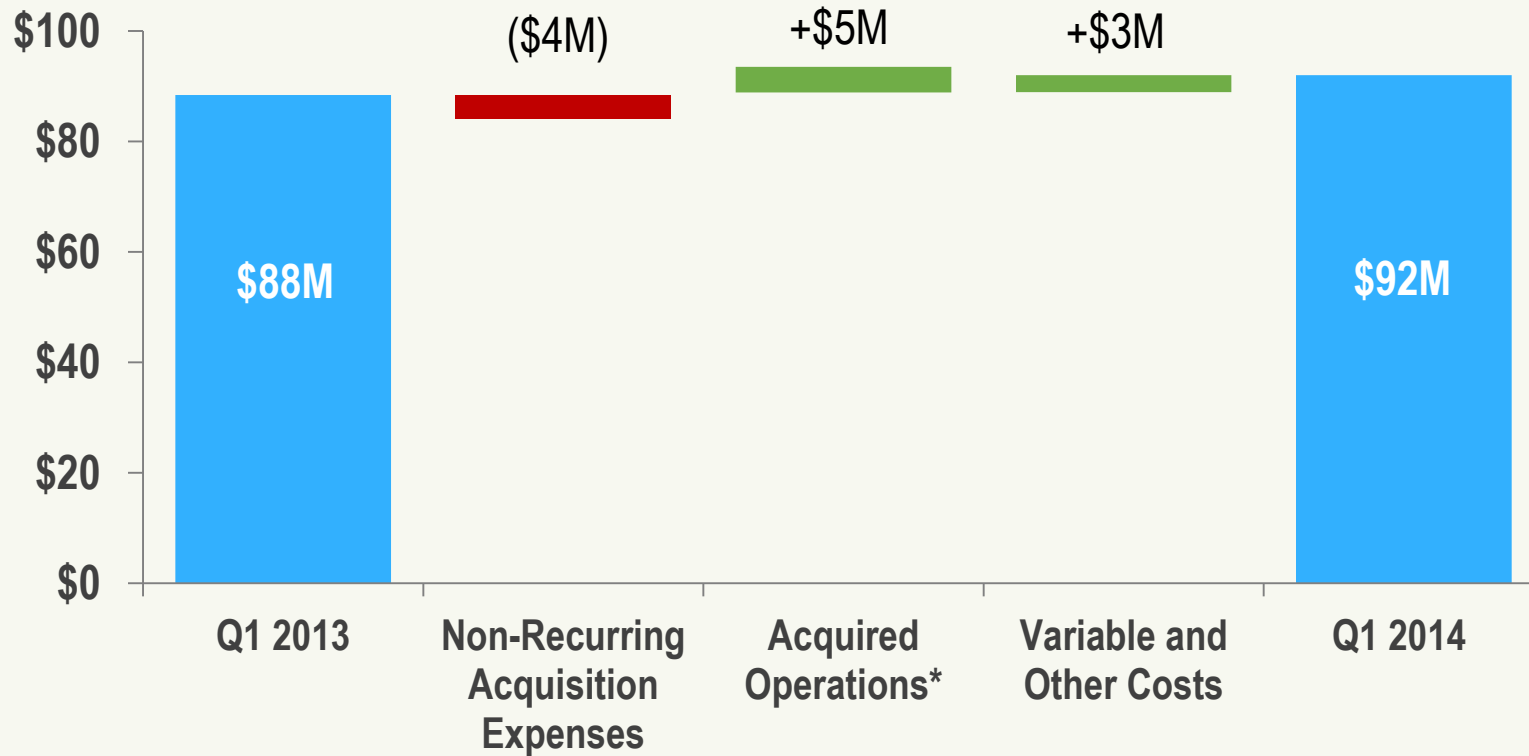 $100
$80
$60
$40
$20
$0
($4M)
+$5M
+$3M
$88M
$92M
Q1 2013
Non-Recurring
Acquisition
Expenses
Acquired
Operations*
Variable and
Other Costs
Q1 2014